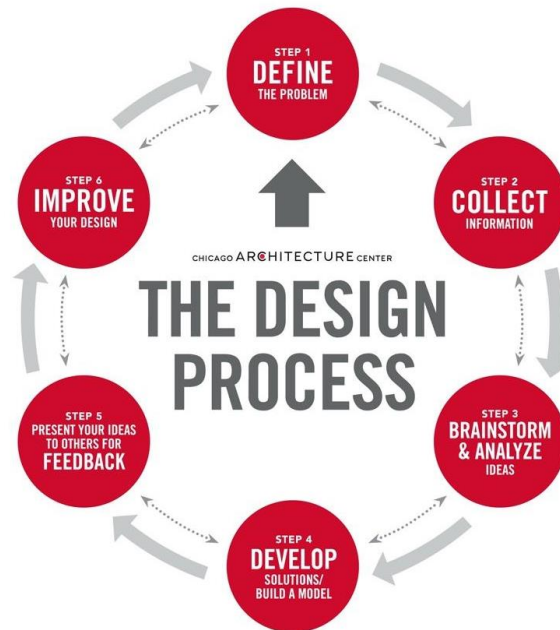 STEP 1
DEFINE
THE PROBLEM
STEP 2
COLLECT
INFORMATION
STEP 3
BRAINSTORM
& ANALYZE
IDEAS
STEP 4
DEVELOP
SOLUTIONS/
BUILD A MODEL
STEP 5
PRESENT YOUR IDEAS
TO OTHERS FOR
FEEDBACK
STEP 6
IMPROVE
YOUR DESIGN
CHICAGO ARCHITECTURE CENTER
THE DESIGN
PROCESS